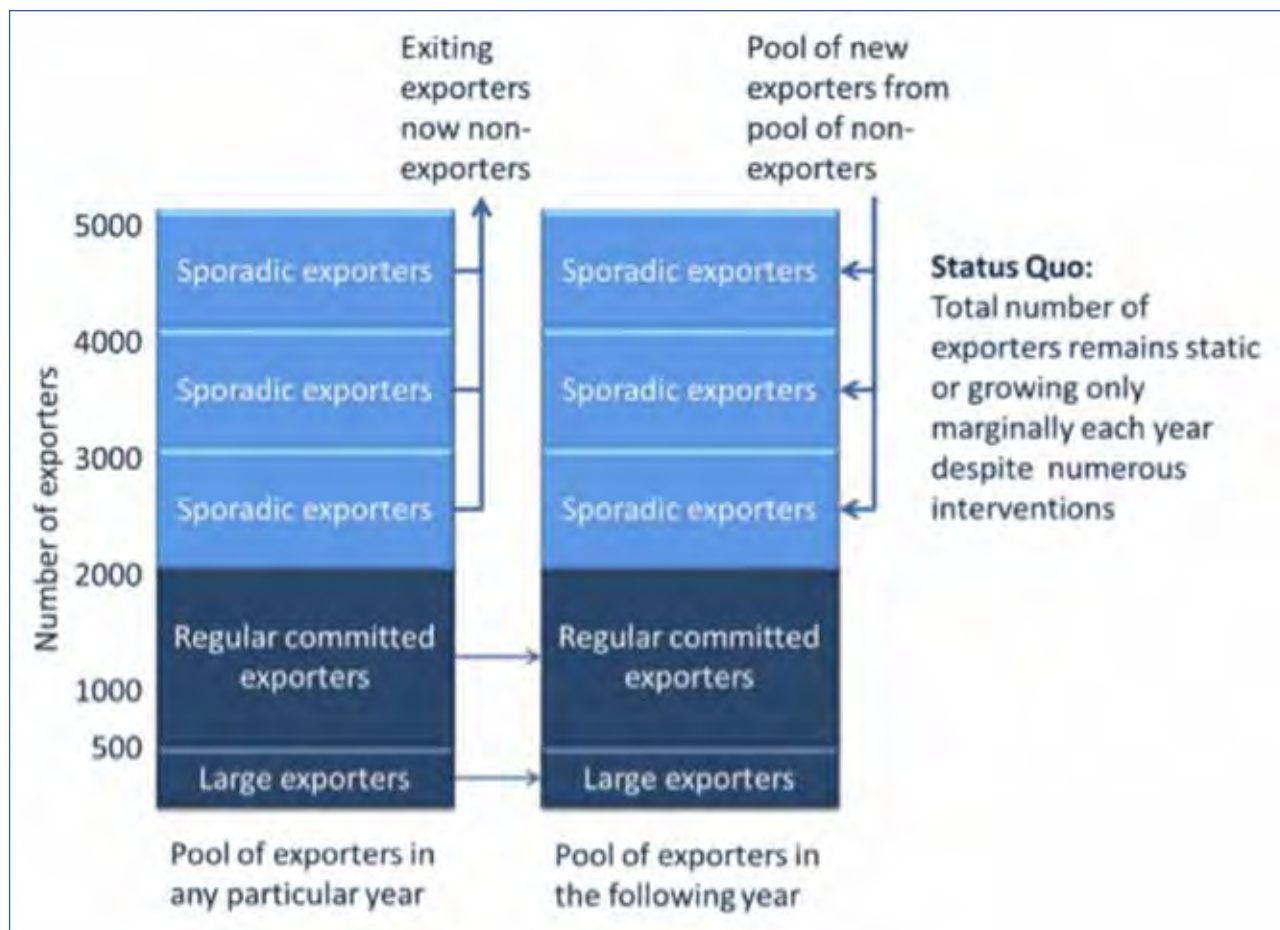 Exiting
exporters
now non-
exporters
Pool of new
exporters from
pool of non-
exporters
Number of exporters
5000
4000
3000
2000
1000
500
Sporadic exporters
Sporadic exporters
Sporadic exporters
Regular committed
exporters
Large exporters
Sporadic exporters
Sporadic exporters
Sporadic exporters
Regular committed
exporters
Large exporters
Status Quo:
Total number of
exporters remains static
or growing only
marginally each year
despite numerous
interventions
Pool of exporters in
any particular year
Pool of exporters in
the following year